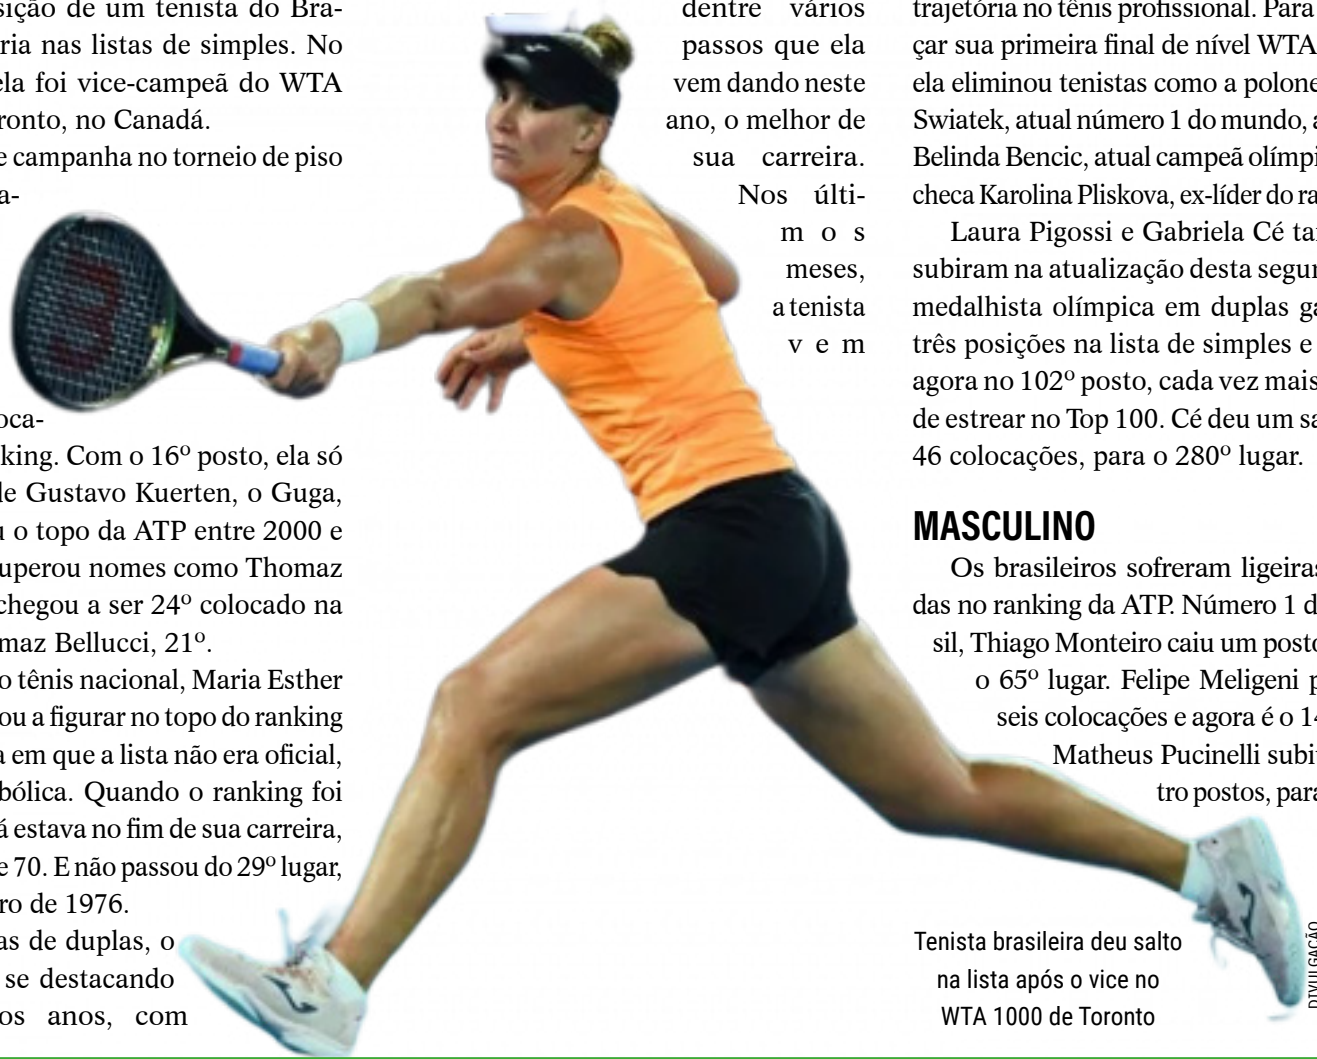 sição de um tenista do Bra-
ria nas listas de simples. No
ela foi vice-campeã do WTA
ronto, no Canadá.
e campanha no torneio de piso
a-
oca-
king. Com o 16º posto, ela só
de Gustavo Kuerten, o Guga,
u o topo da ATP entre 2000 e
uperou nomes como Thomaz
chegou a ser 24º colocado na
maz Bellucci, 21º.
o tênis nacional, Maria Esther
ou a figurar no topo do ranking
a em que a lista não era oficial,
bólica. Quando o ranking foi
á estava no fim de sua carreira,
e 70. E não passou do 29º lugar,
ro de 1976.
as de duplas, o
se destacando
os anos, com
dentre vários
passos que ela
vem dando neste
ano, o melhor de
sua carreira.
Nos últi-
mos
meses,
a tenista
vem
trajetória no tênis profissional. Para
çar sua primeira final de nível WTA
ela eliminou tenistas como a polone
Swiatek, atual número 1 do mundo, a
Belinda Bencic, atual campeã olímpi
checa Karolina Pliskova, ex-líder do ra
Laura Pigossi e Gabriela Cé ta
subiram na atualização desta segu
medalhista olímpica em duplas ga
três posições na lista de simples e
agora no 102º posto, cada vez mais
de estrear no Top 100. Cé deu um sa
46 colocações, para o 280º lugar.
MASCULINO
Os brasileiros sofreram ligeiras
das no ranking da ATP. Número 1 d
sil, Thiago Monteiro caiu um posto
o 65º lugar. Felipe Meligeni p
seis colocações e agora é o 14
Matheus Pucinelli subi
tro postos, para
Tenista brasileira deu salto
na lista após o vice no
WTA 1000 de Toronto
DIVULGAÇÃO